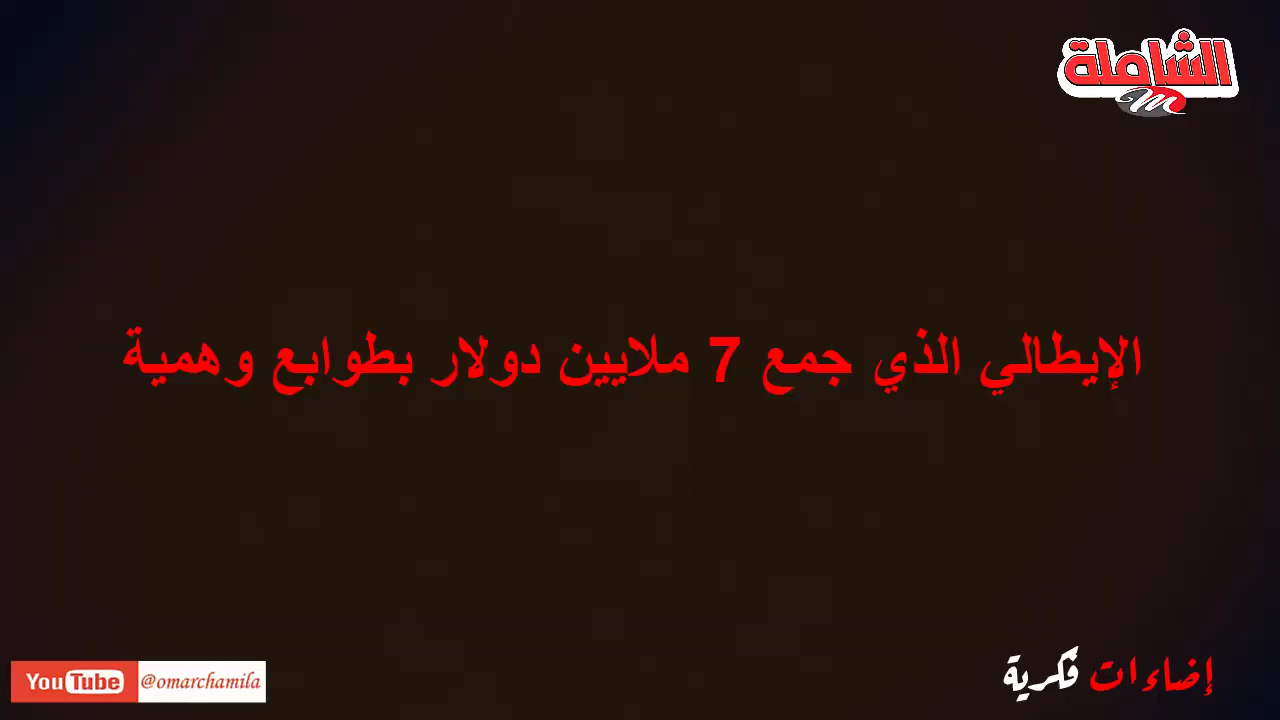 الشاملة
M
الإيطالي الذي جمع 7 ملايين دولار بطوابع وهمية
إضاءات فكرية
YouTube @omarchamila